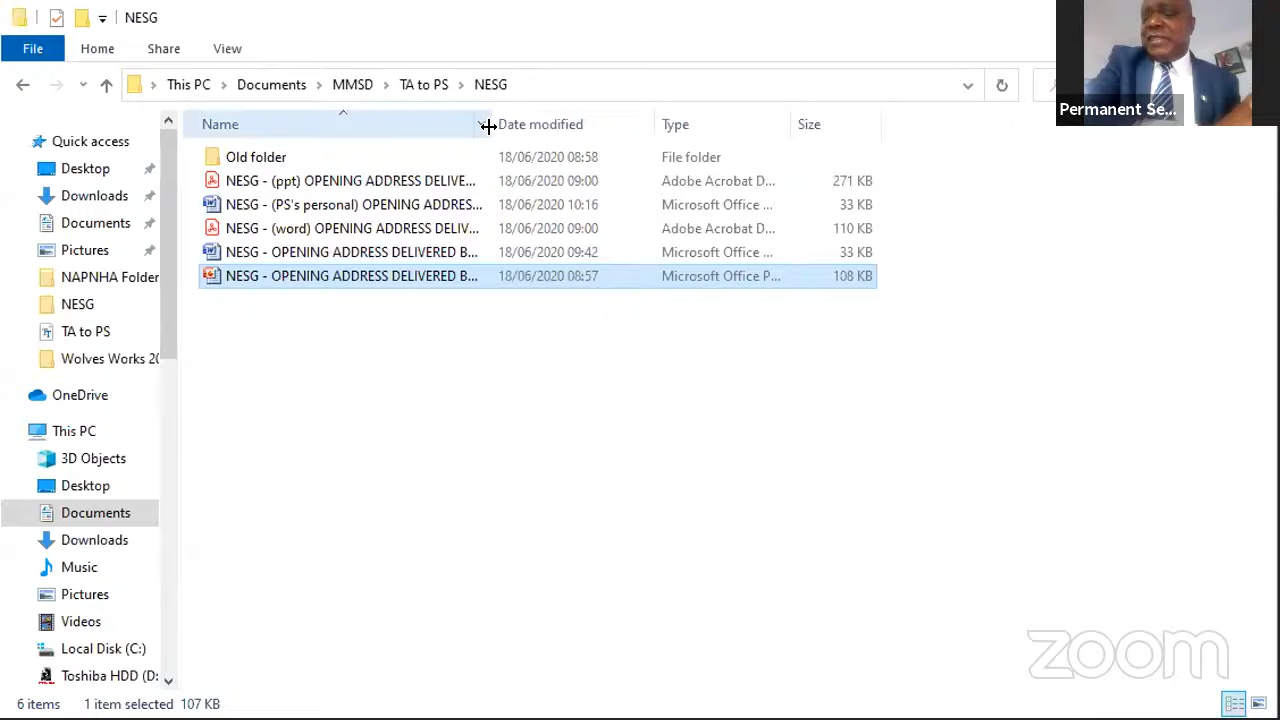 NESG
File Home Share View
This PC Documents MMSD TA to PS NESG
Permanent Se...
Name Date modified Type Size
Old folder 18/06/2020 08:58 File folder
NESG - (ppt) OPENING ADDRESS DELIVE... 18/06/2020 09:00 Adobe Acrobat D... 271 KB
NESG - (PS's personal) OPENING ADDRES... 18/06/2020 10:16 Microsoft Office ... 33 KB
NESG - (word) OPENING ADDRESS DELIV... 18/06/2020 09:00 Adobe Acrobat D... 110 KB
NESG - OPENING ADDRESS DELIVERED B... 18/06/2020 09:42 Microsoft Office ... 33 KB
NESG - OPENING ADDRESS DELIVERED B... 18/06/2020 08:57 Microsoft Office P... 108 KB
Quick access
Desktop
Downloads
Documents
Pictures
NAPNHA Folder
NESG
TA to PS
Wolves Works 20
OneDrive
This PC
3D Objects
Desktop
Documents
Downloads
Music
Pictures
Videos
Local Disk (C:)
Toshiba HDD (D:
6 items 1 item selected 107 KB
zoom